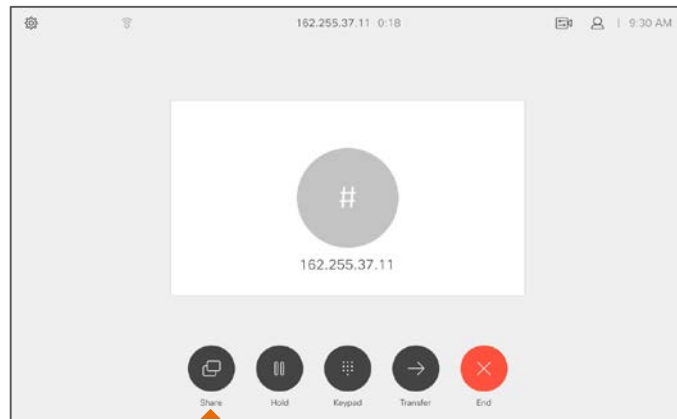 162.255.37.11 0:18
9:30 AM
#
162.255.37.11
Share Hold Keypad Transfer End